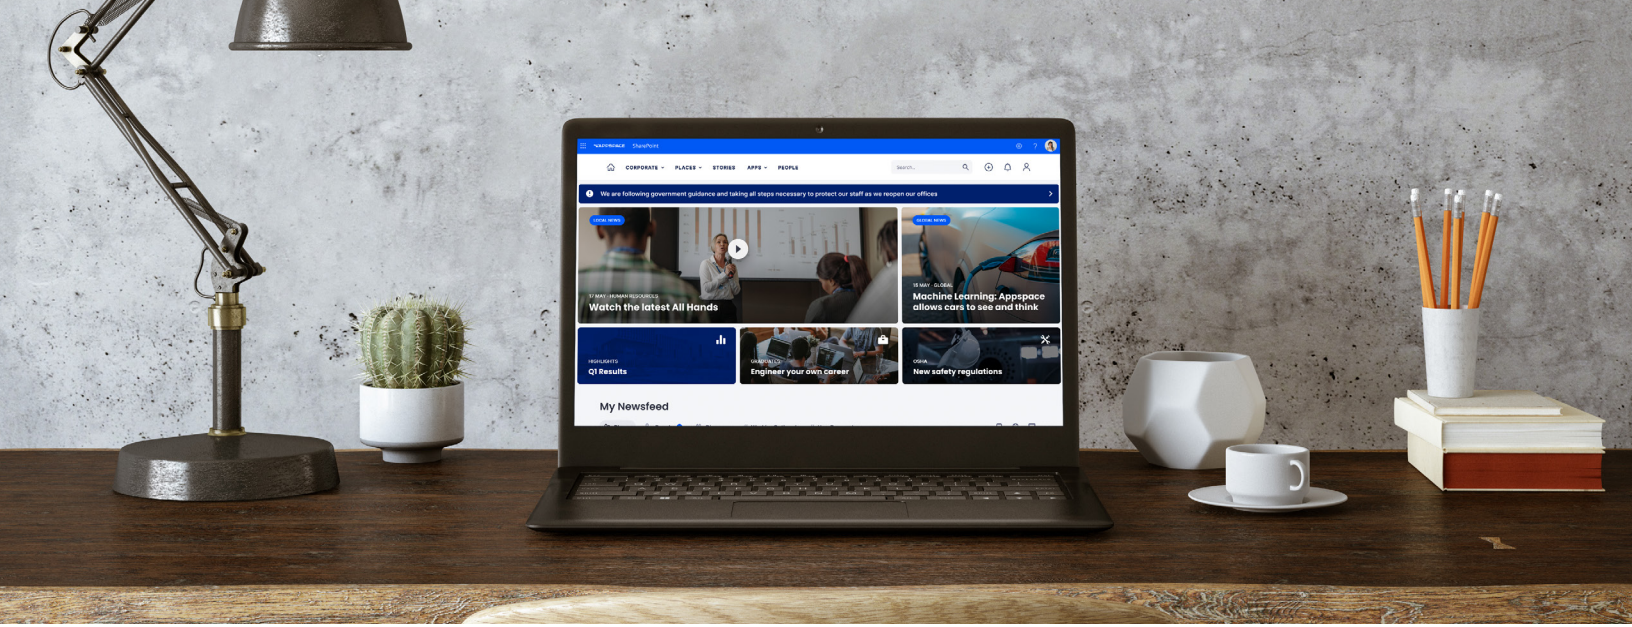 APPSPACE SharePoint
CORPORATE PLACES STORIES APPS PEOPLE Search...
We are following government guidance and taking all steps necessary to protect our staff as we reopen our offices
LOCAL NEWS
17 MAY · HUMAN RESOURCES
Watch the latest All Hands
GLOBAL NEWS
18 MAY · GLOBAL
Machine Learning: Appspace
allows cars to see and think
HIGHLIGHTS
Q1 Results
GRADUATES
Engineer your own career
OSHA
New safety regulations
My Newsfeed